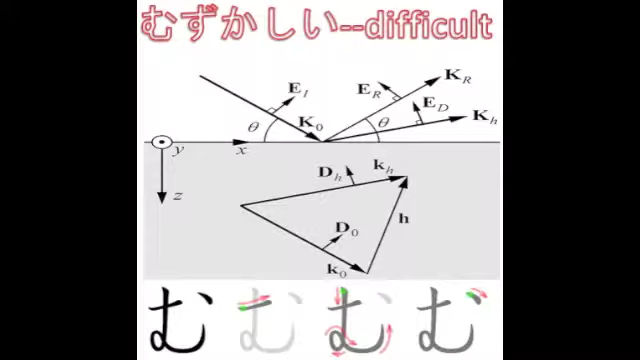 むずかしい--difficult
E_I
E_R
K_R
E_D
K_h
K_0
θ
θ
y
x
z
D_h
k_h
D_0
h
k_0
む む む む